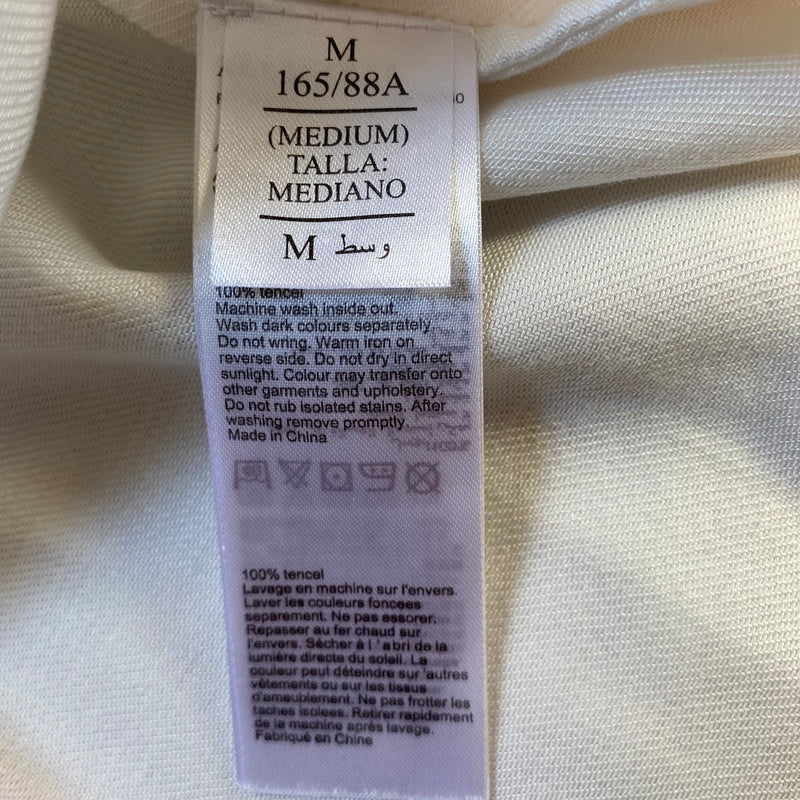 M
165/88A
(MEDIUM)
TALLA:
MEDIANO
M وسط
100% tencel
Machine wash inside out.
Wash dark colours separately.
Do not wring. Warm iron on
reverse side. Do not dry in direct
sunlight. Colour may transfer onto
other garments and upholstery.
Do not rub isolated stains. After
washing remove promptly.
Made in China
100% tencel
Lavage en machine sur l'envers.
Laver les couleurs foncees
separement. Ne pas essorer.
Repasser au fer chaud sur
l'envers. Sécher à l'abri de la
lumière directe du soleil. La
couleur peut déteindre sur 'autres
vêtements ou sur les tissus
d'ameublement. Ne pas frotter les
taches isolees. Retirer rapidement
de la machine après lavage.
Fabriqué en Chine